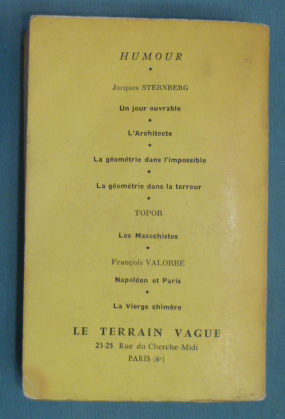 HUMOUR
Jacques STERNBERG
Un jour ouvrable
L'Architecte
La géométrie dans l'impossible
La géométrie dans la terreur
TOPOR
Les Masochistes
François VALORBE
Napoléon et Paris
La Vierge chimère
LE TERRAIN VAGUE
23-25 Rue du Cherche-Midi
PARIS (6e)